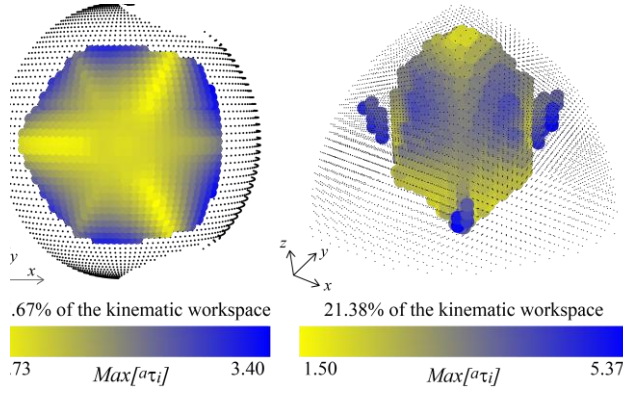 y
x
z
y
x
.67% of the kinematic workspace
21.38% of the kinematic workspace
.73
Max[ᵃτᵢ]
3.40
1.50
Max[ᵃτᵢ]
5.37